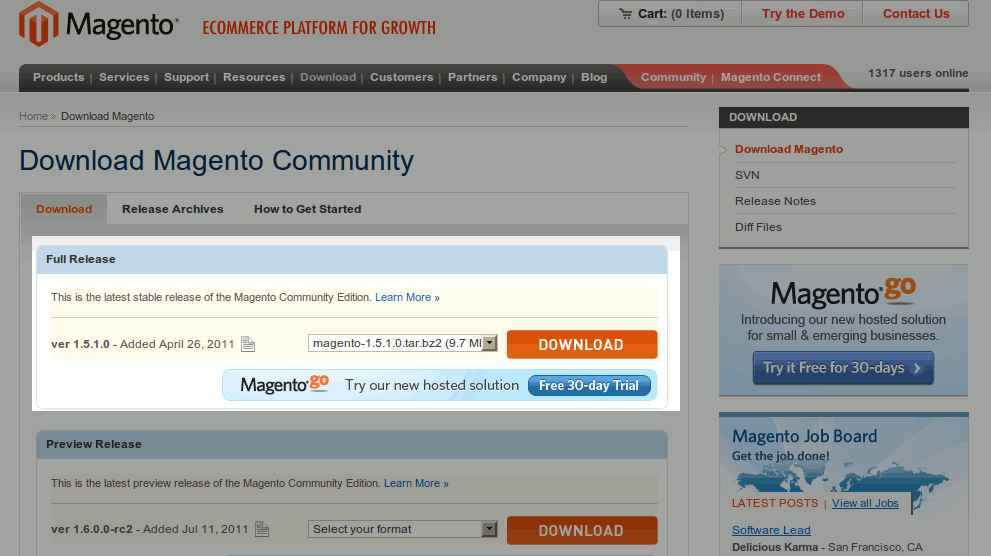 Magento®
ECOMMERCE PLATFORM FOR GROWTH
Cart: (0 items)
Try the Demo
Contact Us
Products | Services | Support | Resources | Download | Customers | Partners | Company | Blog
Community | Magento Connect
1317 users online
Home » Download Magento
Download Magento Community
Download
Release Archives
How to Get Started
Full Release
This is the latest stable release of the Magento Community Edition. Learn More »
ver 1.5.1.0 - Added April 26, 2011
magento-1.5.1.0.tar.bz2 (9.7 M
DOWNLOAD
Magento go Try our new hosted solution Free 30-day Trial
Preview Release
This is the latest preview release of the Magento Community Edition. Learn More »
ver 1.6.0.0-rc2 - Added Jul 11, 2011
Select your format
DOWNLOAD
DOWNLOAD
Download Magento
SVN
Release Notes
Diff Files
Magento® go
Introducing our new hosted solution
for small & emerging businesses.
Try it Free for 30-days
Magento Job Board
Get the job done!
LATEST POSTS | View all Jobs
Software Lead
Delicious Karma - San Francisco, CA